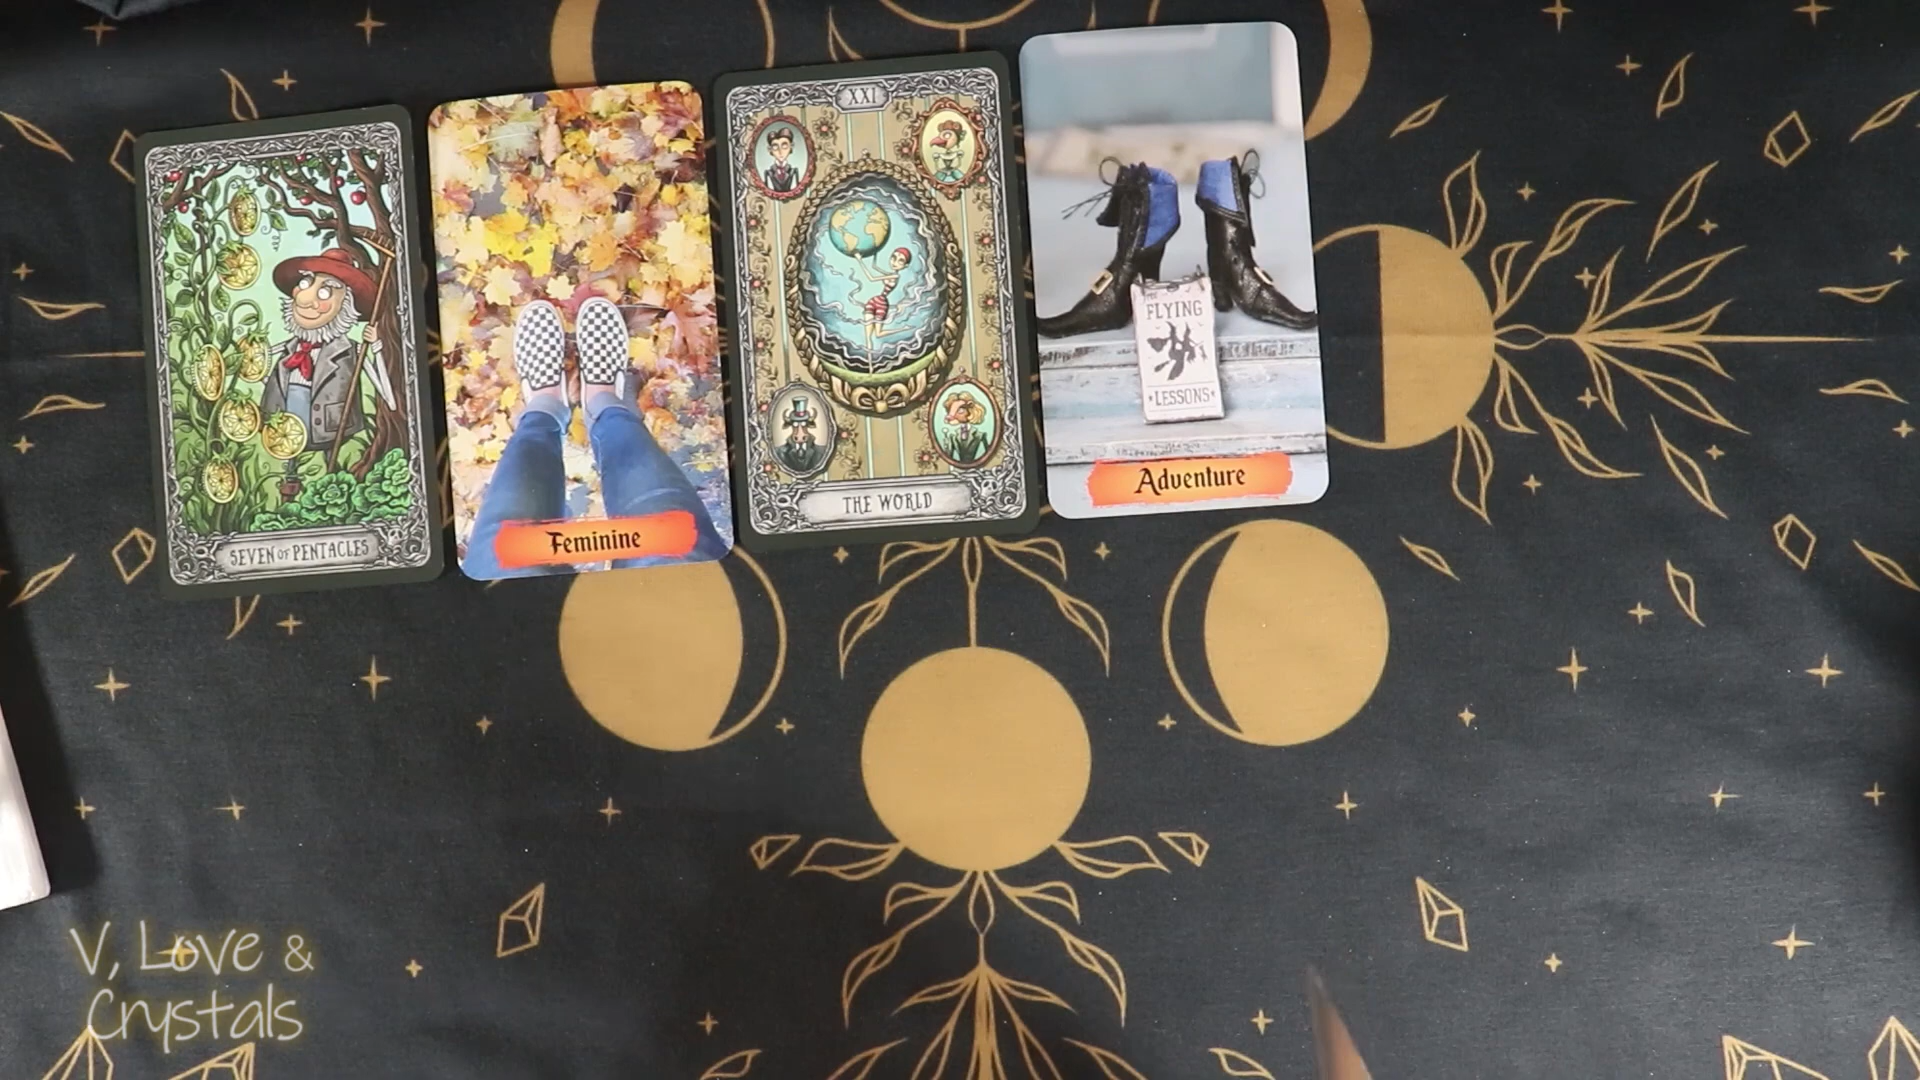 SEVEN OF PENTACLES
Feminine
XXI
THE WORLD
FLYING
LESSONS
Adventure
V, Love &
Crystals